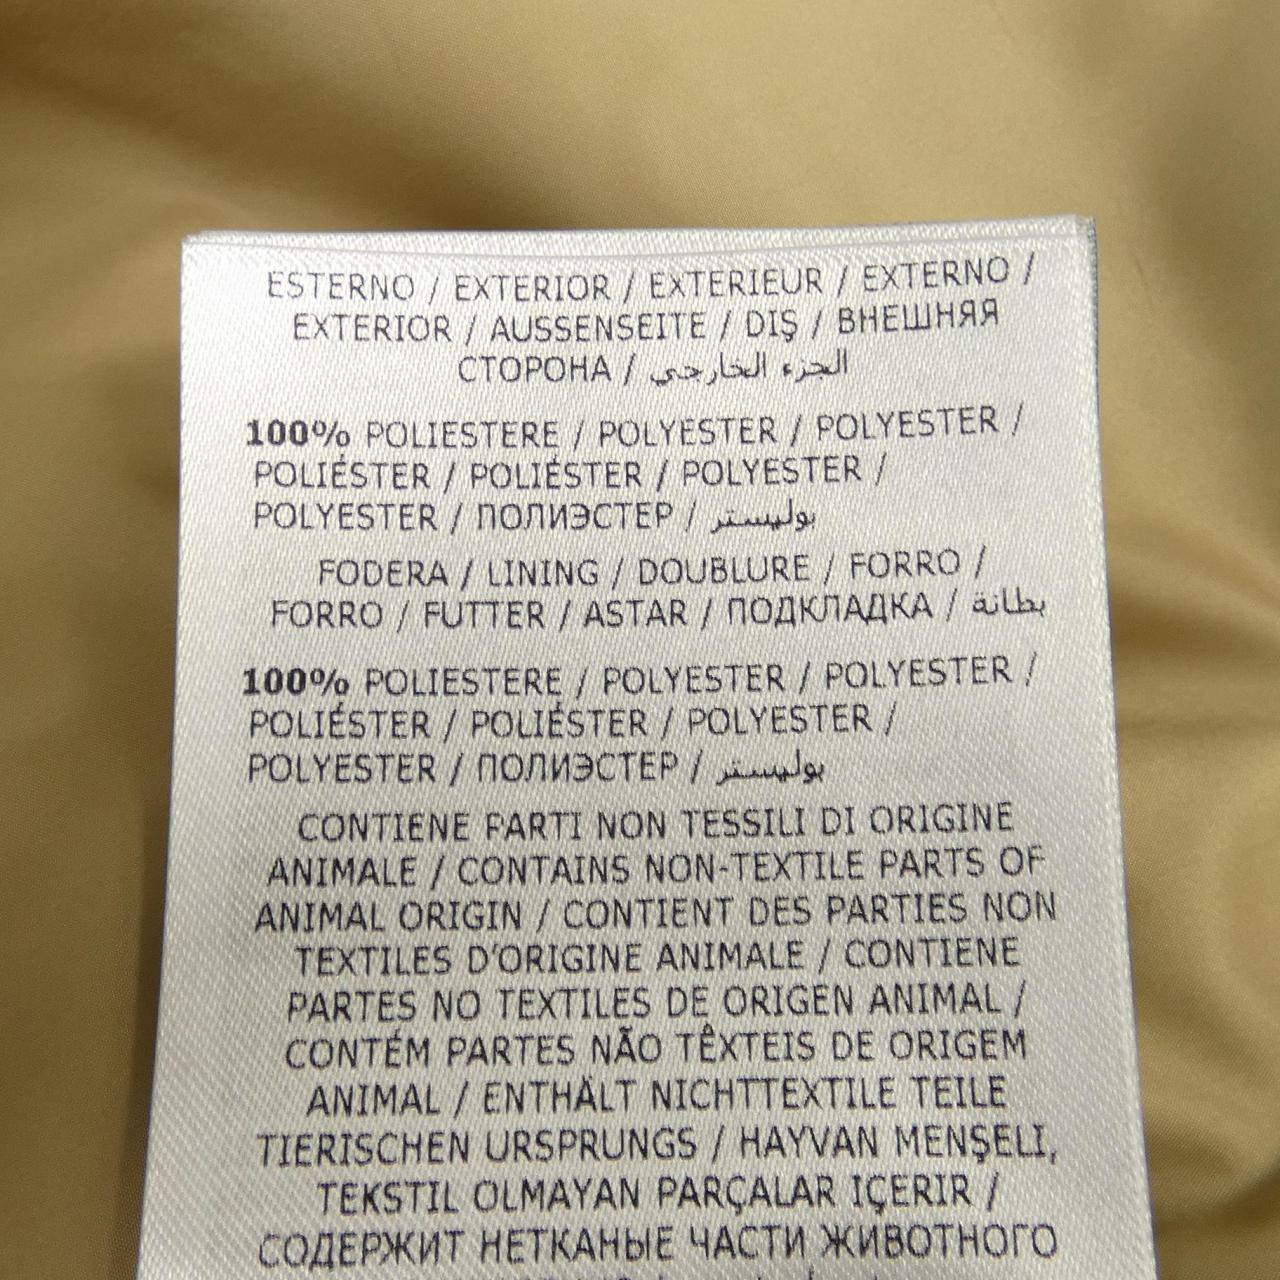 ESTERNO / EXTERIOR / EXTERIEUR / EXTERNO /
EXTERIOR / AUSSENSEITE / DIŞ / ВНЕШНЯЯ
СТОРОНА / الجزء الخارجي
100% POLIESTERE / POLYESTER / POLYESTER /
POLIÉSTER / POLIÉSTER / POLYESTER /
POLYESTER / ПОЛИЭСТЕР / بوليستر
FODERA / LINING / DOUBLURE / FORRO /
FORRO / FUTTER / ASTAR / ПОДКЛАДКА / بطانة
100% POLIESTERE / POLYESTER / POLYESTER /
POLIÉSTER / POLIÉSTER / POLYESTER /
POLYESTER / ПОЛИЭСТЕР / بوليستر
CONTIENE PARTI NON TESSILI DI ORIGINE
ANIMALE / CONTAINS NON-TEXTILE PARTS OF
ANIMAL ORIGIN / CONTIENT DES PARTIES NON
TEXTILES D'ORIGINE ANIMALE / CONTIENE
PARTES NO TEXTILES DE ORIGEN ANIMAL /
CONTÉM PARTES NÃO TÊXTEIS DE ORIGEM
ANIMAL / ENTHÄLT NICHTTEXTILE TEILE
TIERISCHEN URSPRUNGS / HAYVAN MENŞELI,
TEKSTIL OLMAYAN PARÇALAR IÇERIR /
СОДЕРЖИТ НЕТКАНЫЕ ЧАСТИ ЖИВОТНОГО